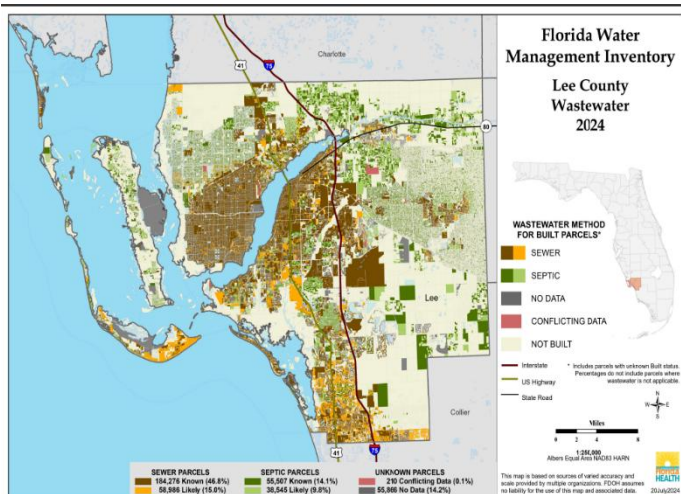 Florida Water
Management Inventory
Lee County
Wastewater
2024
Charlotte
41
75
80
Lee
Collier
41
75
WASTEWATER METHOD
FOR BUILT PARCELS*
SEWER
SEPTIC
NO DATA
CONFLICTING DATA
NOT BUILT
Interstate
US Highway
State Road
* Includes parcels with unknown Built status.
Percentages do not include parcels where
wastewater is not applicable.
N
W
E
S
Miles
0 2 4 8
1:250,000
Albers Equal Area NAD83 HARN
This map is based on sources of varied accuracy and
scale provided by multiple organizations. FDOH assumes
no liability for the use of this map and associated data.
FLORIDA
HEALTH
20July2024
SEWER PARCELS
184,276 Known (46.8%)
58,986 Likely (15.0%)
SEPTIC PARCELS
55,507 Known (14.1%)
38,545 Likely (9.8%)
UNKNOWN PARCELS
210 Conflicting Data (0.1%)
55,866 No Data (14.2%)